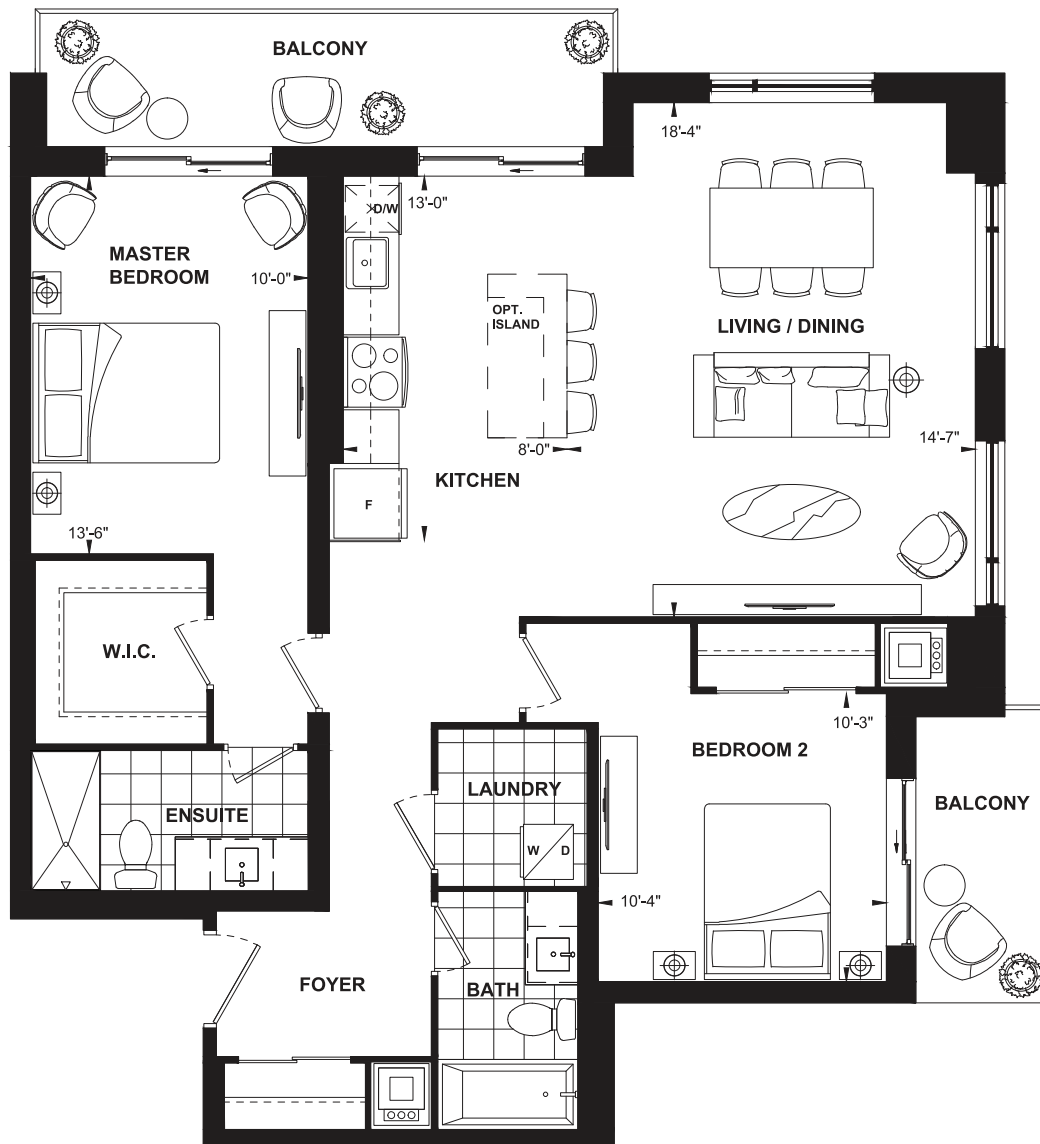 BALCONY
18'-4"
D/W
13'-0"
MASTER
BEDROOM
10'-0"
OPT.
ISLAND
LIVING / DINING
14'-7"
8'-0"
KITCHEN
F
13'-6"
W.I.C.
10'-3"
BEDROOM 2
LAUNDRY
BALCONY
ENSUITE
W
D
10'-4"
FOYER
BATH